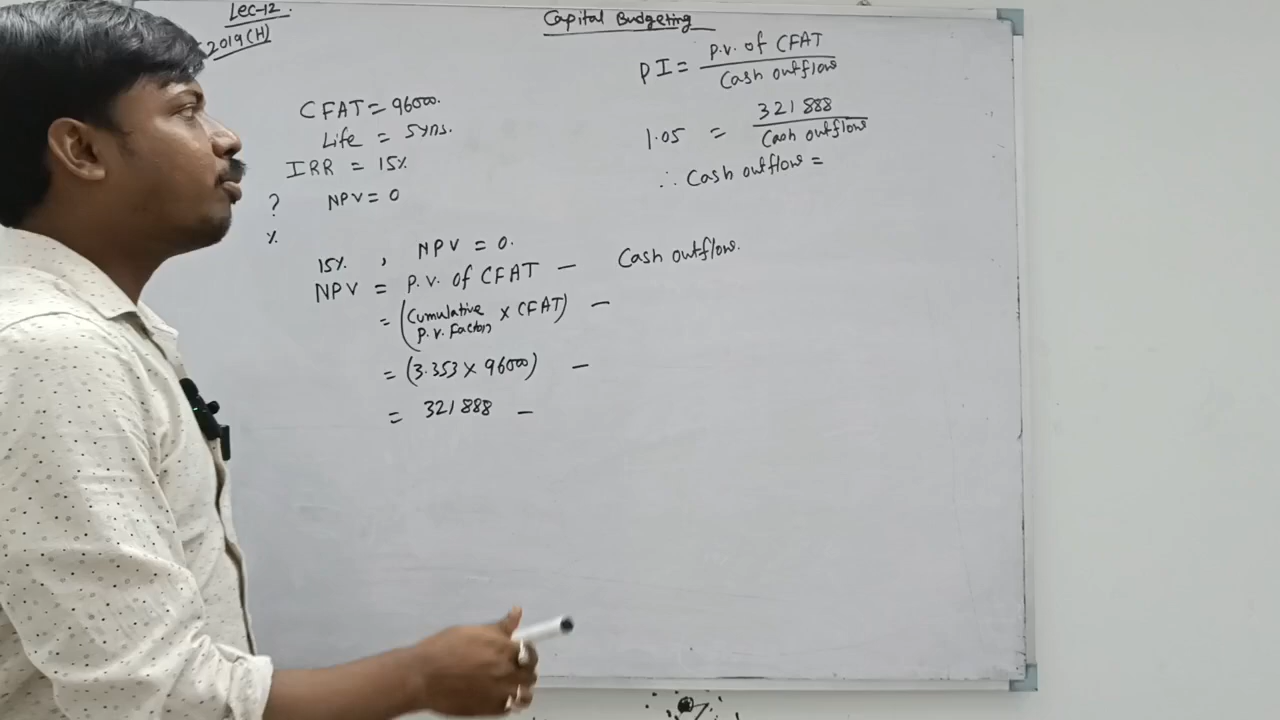 Lec-12.
2019(H)
Capital Budgeting
PI = P.V. of CFAT / Cash outflow
1.05 = 321888 / Cash outflow
∴ Cash outflow =
CFAT = 96000.
Life = 5 yrs.
IRR = 15%
? NPV = 0
%
15%, NPV = 0.
NPV = P.V. of CFAT – Cash outflow.
= (Cumulative P.V. Factor × CFAT) –
= (3.353 × 96000) –
= 321888 –